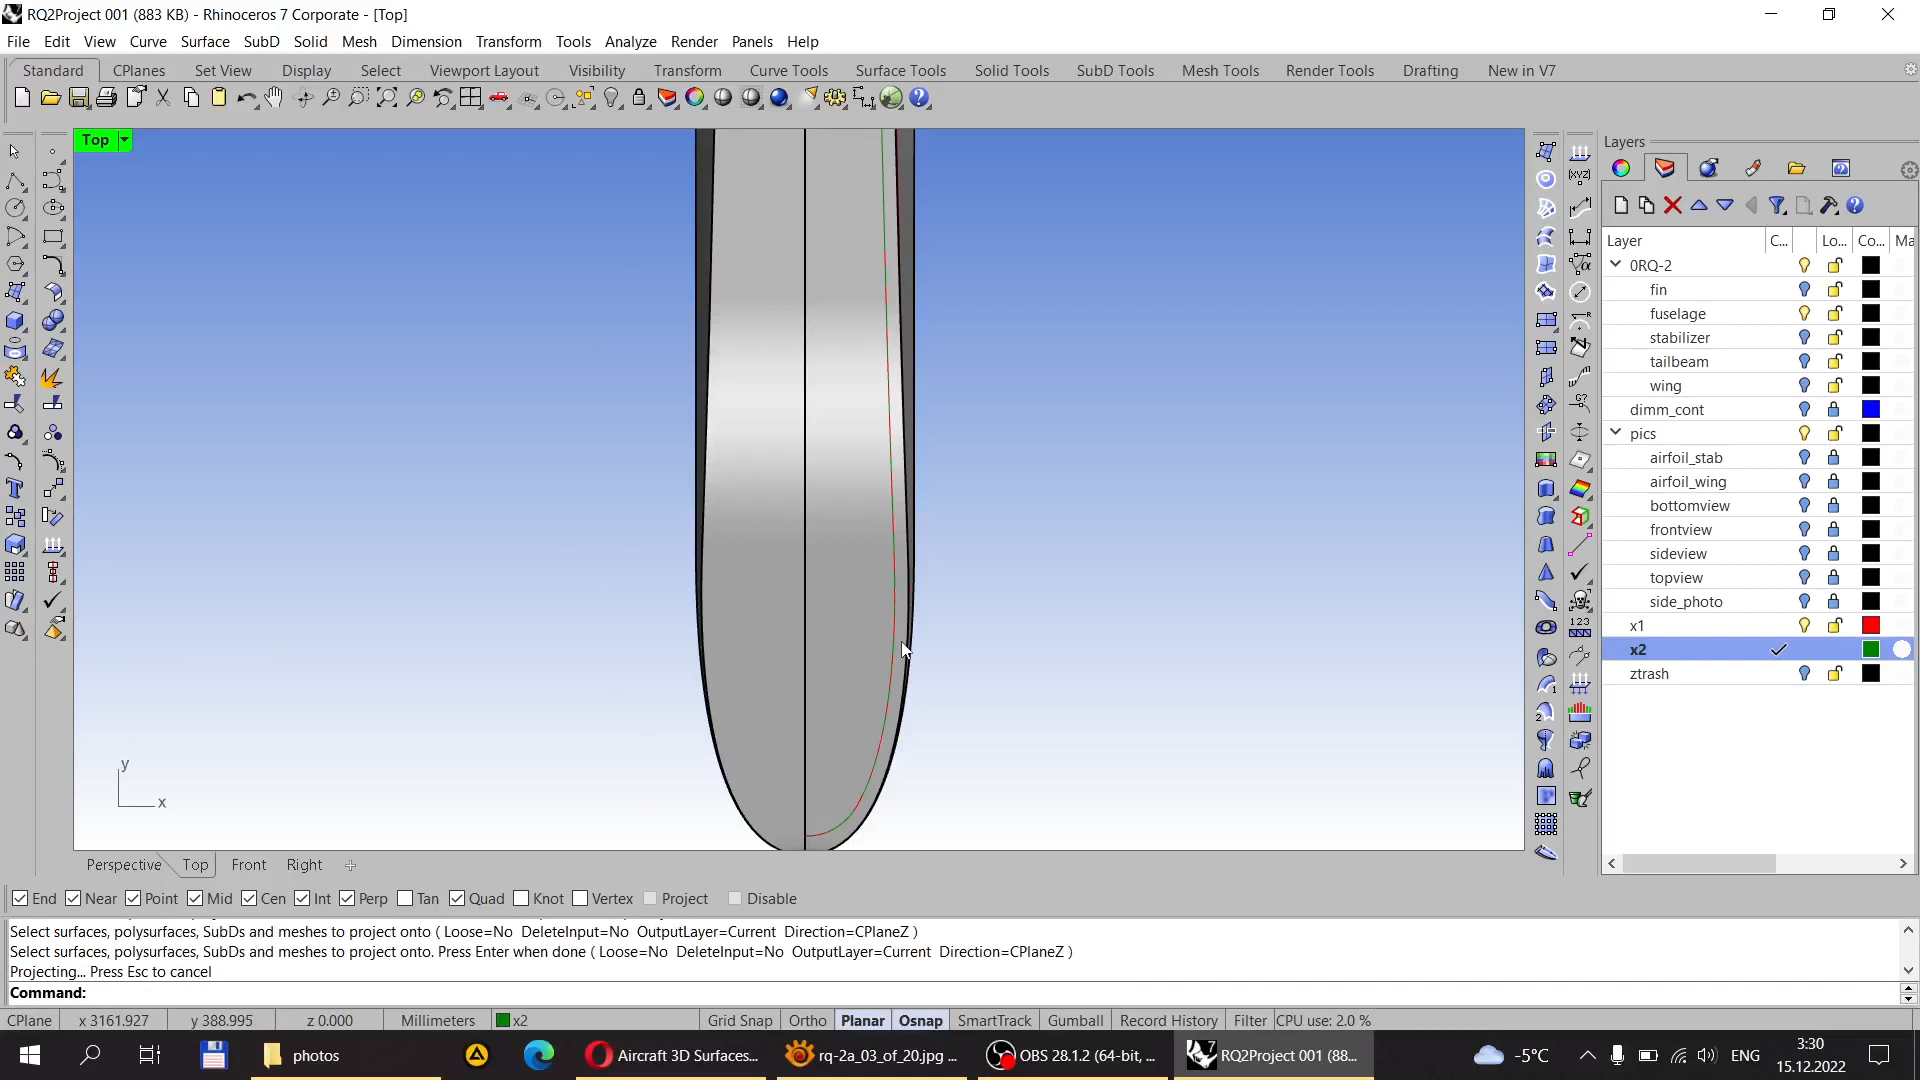 RQ2Project 001 (883 KB) - Rhinoceros 7 Corporate - [Top]
File Edit View Curve Surface SubD Solid Mesh Dimension Transform Tools Analyze Render Panels Help
Standard CPlanes Set View Display Select Viewport Layout Visibility Transform Curve Tools Surface Tools Solid Tools SubD Tools Mesh Tools Render Tools Drafting New in V7
Top
Layers
Layer C... Lo... Co... Ma
0RQ-2
fin
fuselage
stabilizer
tailbeam
wing
dimm_cont
pics
airfoil_stab
airfoil_wing
bottomview
frontview
sideview
topview
side_photo
x1
x2
ztrash
y
x
Perspective Top Front Right
End Near Point Mid Cen Int Perp Tan Quad Knot Vertex Project Disable
Select surfaces, polysurfaces, SubDs and meshes to project onto ( Loose=No DeleteInput=No OutputLayer=Current Direction=CPlaneZ )
Select surfaces, polysurfaces, SubDs and meshes to project onto. Press Enter when done ( Loose=No DeleteInput=No OutputLayer=Current Direction=CPlaneZ )
Projecting... Press Esc to cancel
Command:
CPlane x 3161.927 y 388.995 z 0.000 Millimeters x2 Grid Snap Ortho Planar Osnap SmartTrack Gumball Record History Filter CPU use: 2.0 %
photos Aircraft 3D Surfaces... rq-2a_03_of_20.jpg ... OBS 28.1.2 (64-bit, ... RQ2Project 001 (88... -5°C ENG 3:30
15.12.2022